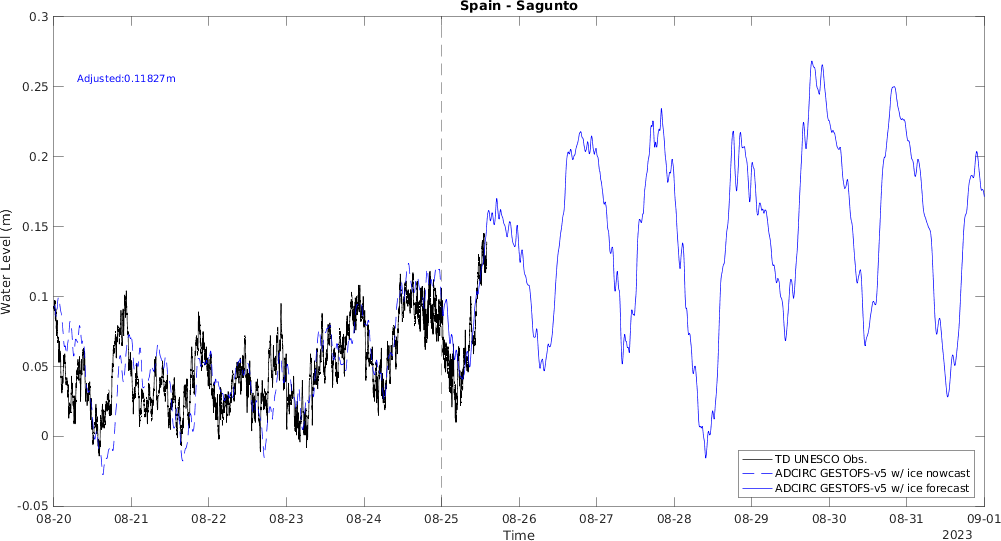 Spain - Sagunto
0.3
0.25
0.2
0.15
0.1
0.05
0
-0.05
Water Level (m)
Adjusted:0.11827m
TD UNESCO Obs.
ADCIRC GESTOFS-v5 w/ ice nowcast
ADCIRC GESTOFS-v5 w/ ice forecast
08-20 08-21 08-22 08-23 08-24 08-25 08-26 08-27 08-28 08-29 08-30 08-31 09-01
Time
2023